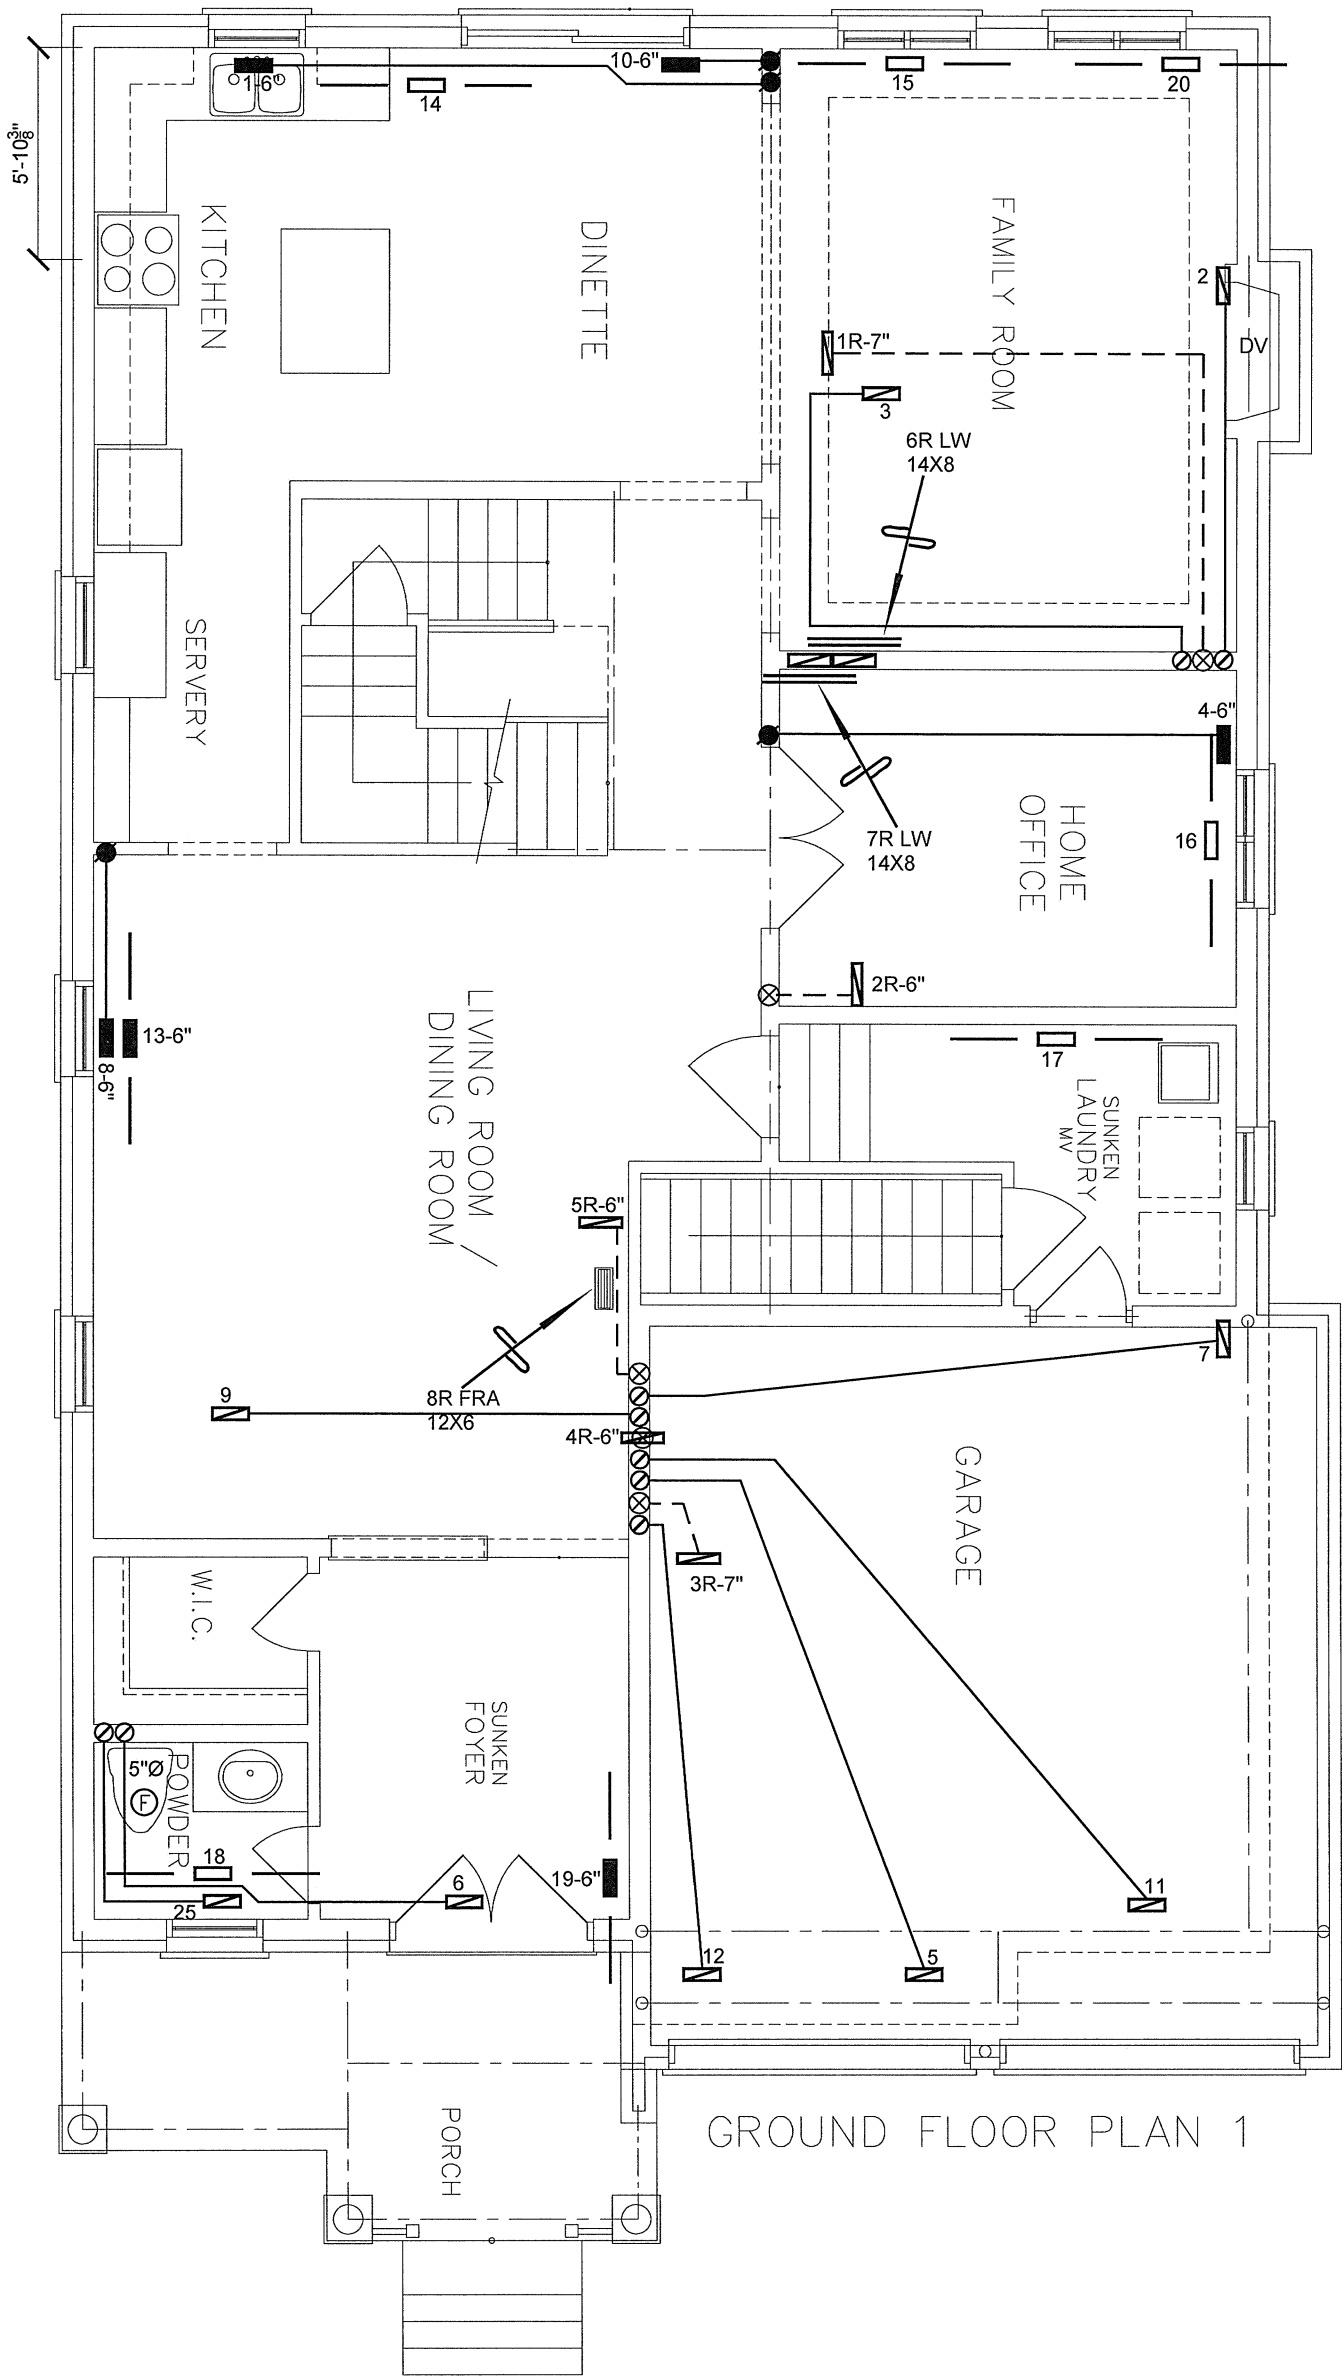 1-6"
10-6"
14
15
20
5'-10⅜"
KITCHEN
DINETTE
FAMILY ROOM
2
DV
1R-7"
3
6R LW
14X8
SERVERY
4-6"
7R LW
14X8
HOME
OFFICE
16
2R-6"
13-6"
8-6"
LIVING ROOM /
DINING ROOM
17
SUNKEN
LAUNDRY
MV
5R-6"
7
9
8R FRA
12X6
4R-6"
GARAGE
3R-7"
W.I.C.
SUNKEN
FOYER
5"Ø
F
POWDER
18
6
19-6"
25
11
12
5
PORCH
GROUND FLOOR PLAN 1